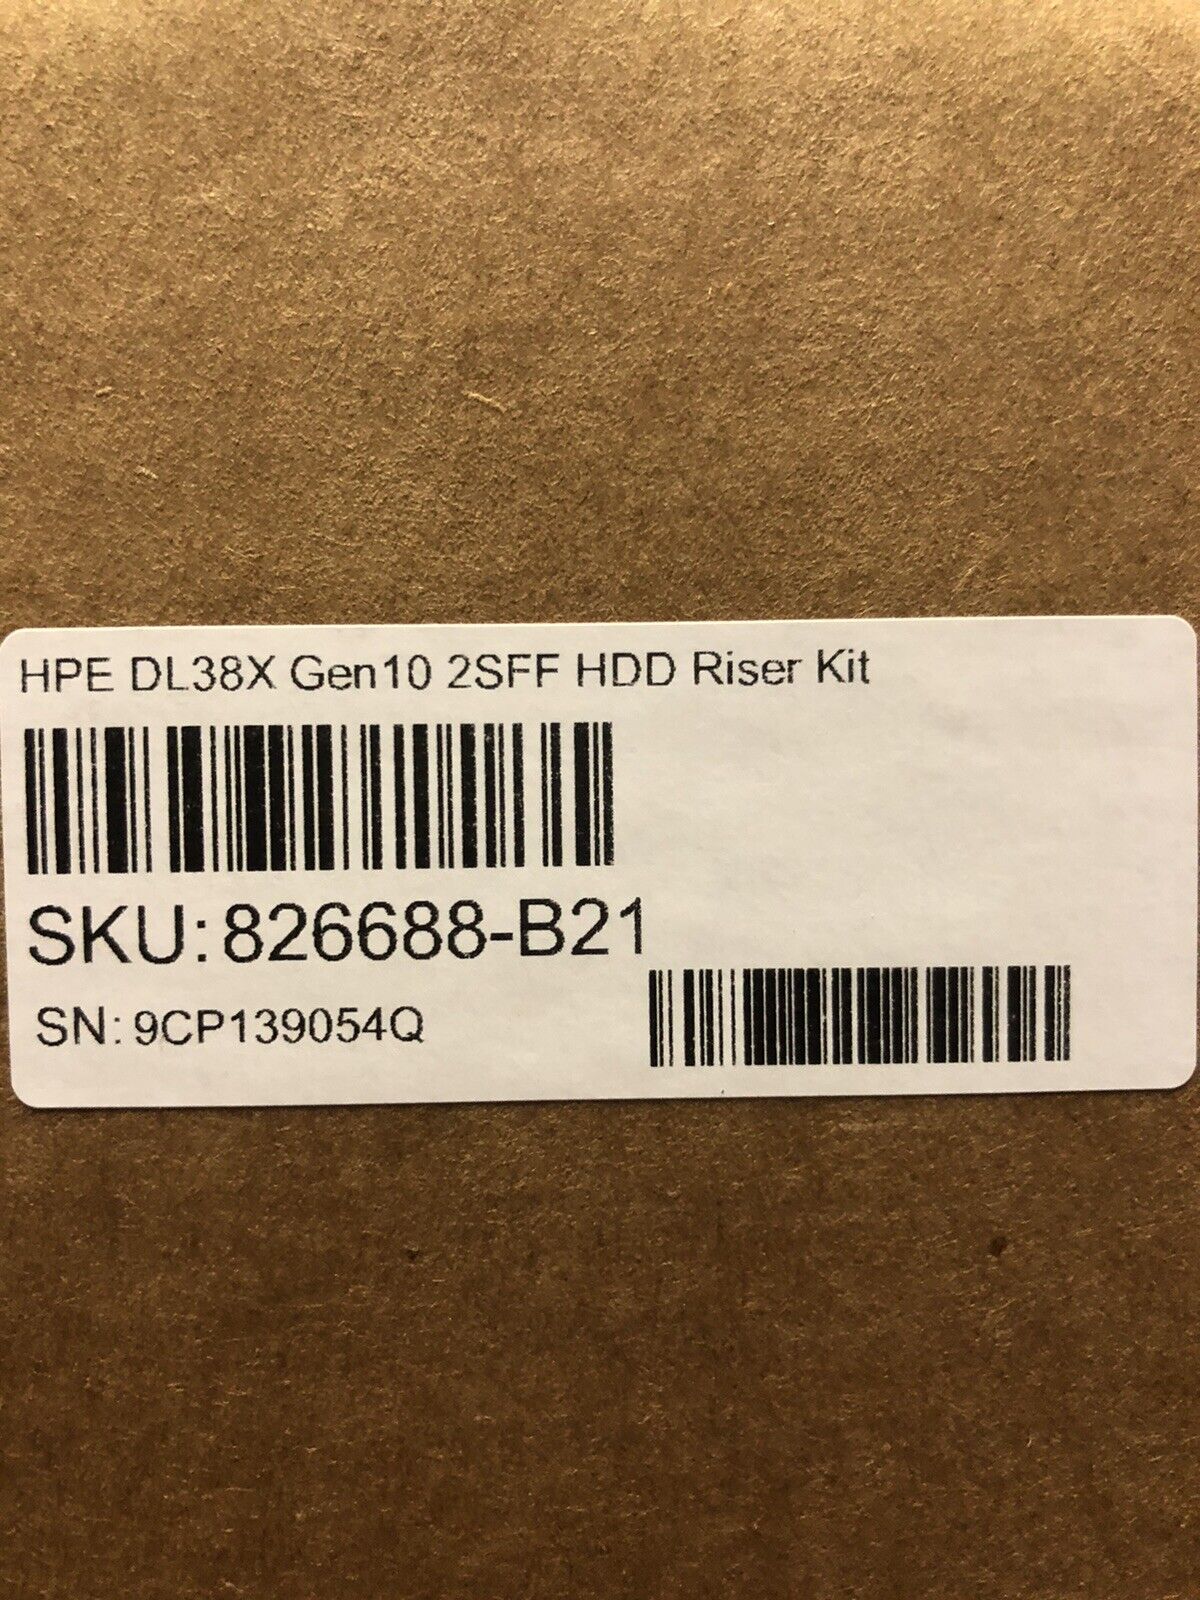 HPE DL38X Gen10 2SFF HDD Riser Kit
SKU:826688-B21
SN: 9CP139054Q